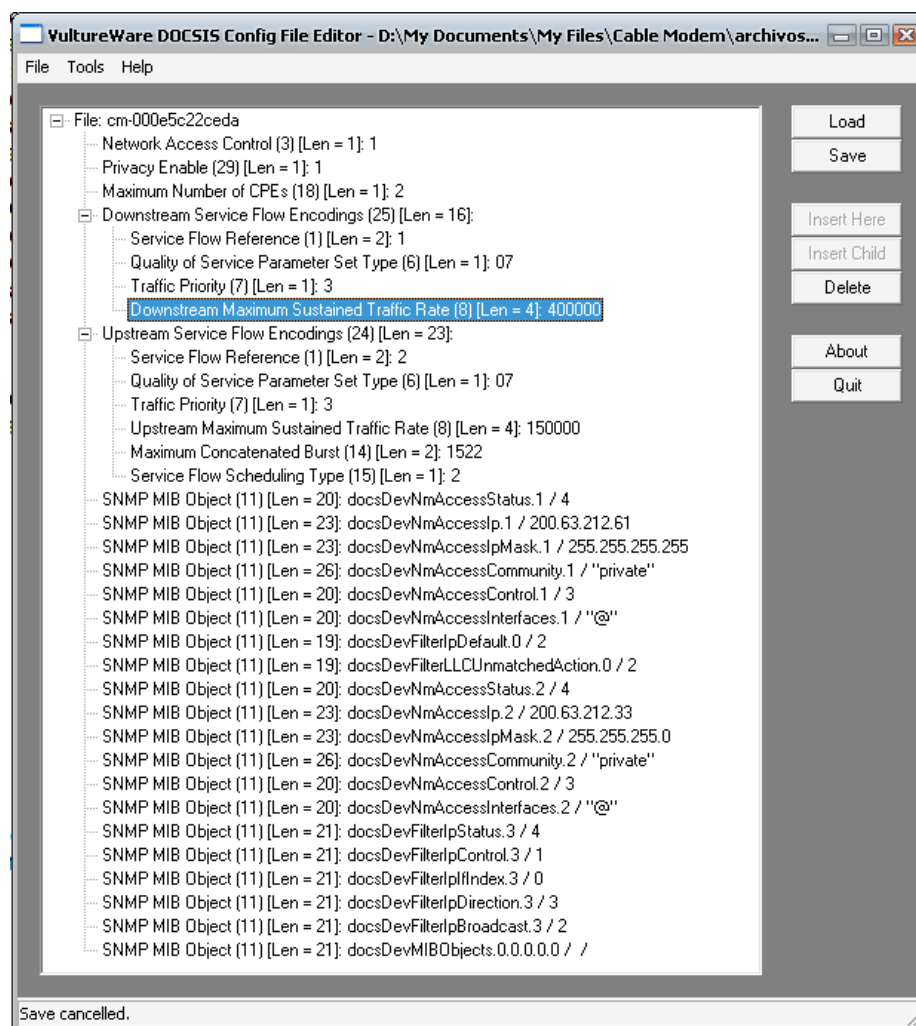 VultureWare DOCSIS Config File Editor - D:\My Documents\My Files\Cable Modem\archivos...
File Tools Help
File: cm-000e5c22ceda
Network Access Control (3) [Len = 1]: 1
Privacy Enable (29) [Len = 1]: 1
Maximum Number of CPEs (18) [Len = 1]: 2
Downstream Service Flow Encodings (25) [Len = 16]:
Service Flow Reference (1) [Len = 2]: 1
Quality of Service Parameter Set Type (6) [Len = 1]: 07
Traffic Priority (7) [Len = 1]: 3
Downstream Maximum Sustained Traffic Rate (8) [Len = 4]: 400000
Upstream Service Flow Encodings (24) [Len = 23]:
Service Flow Reference (1) [Len = 2]: 2
Quality of Service Parameter Set Type (6) [Len = 1]: 07
Traffic Priority (7) [Len = 1]: 3
Upstream Maximum Sustained Traffic Rate (8) [Len = 4]: 150000
Maximum Concatenated Burst (14) [Len = 2]: 1522
Service Flow Scheduling Type (15) [Len = 1]: 2
SNMP MIB Object (11) [Len = 20]: docsDevNmAccessStatus.1 / 4
SNMP MIB Object (11) [Len = 23]: docsDevNmAccessIp.1 / 200.63.212.61
SNMP MIB Object (11) [Len = 23]: docsDevNmAccessIpMask.1 / 255.255.255.255
SNMP MIB Object (11) [Len = 26]: docsDevNmAccessCommunity.1 / "private"
SNMP MIB Object (11) [Len = 20]: docsDevNmAccessControl.1 / 3
SNMP MIB Object (11) [Len = 20]: docsDevNmAccessInterfaces.1 / "@"
SNMP MIB Object (11) [Len = 19]: docsDevFilterIpDefault.0 / 2
SNMP MIB Object (11) [Len = 19]: docsDevFilterLLCUnmatchedAction.0 / 2
SNMP MIB Object (11) [Len = 20]: docsDevNmAccessStatus.2 / 4
SNMP MIB Object (11) [Len = 23]: docsDevNmAccessIp.2 / 200.63.212.33
SNMP MIB Object (11) [Len = 23]: docsDevNmAccessIpMask.2 / 255.255.255.0
SNMP MIB Object (11) [Len = 26]: docsDevNmAccessCommunity.2 / "private"
SNMP MIB Object (11) [Len = 20]: docsDevNmAccessControl.2 / 3
SNMP MIB Object (11) [Len = 20]: docsDevNmAccessInterfaces.2 / "@"
SNMP MIB Object (11) [Len = 21]: docsDevFilterIpStatus.3 / 4
SNMP MIB Object (11) [Len = 21]: docsDevFilterIpControl.3 / 1
SNMP MIB Object (11) [Len = 21]: docsDevFilterIpIfIndex.3 / 0
SNMP MIB Object (11) [Len = 21]: docsDevFilterIpDirection.3 / 3
SNMP MIB Object (11) [Len = 21]: docsDevFilterIpBroadcast.3 / 2
SNMP MIB Object (11) [Len = 21]: docsDevMIBObjects.0.0.0.0.0 / /
Load
Save
Insert Here
Insert Child
Delete
About
Quit
Save cancelled.